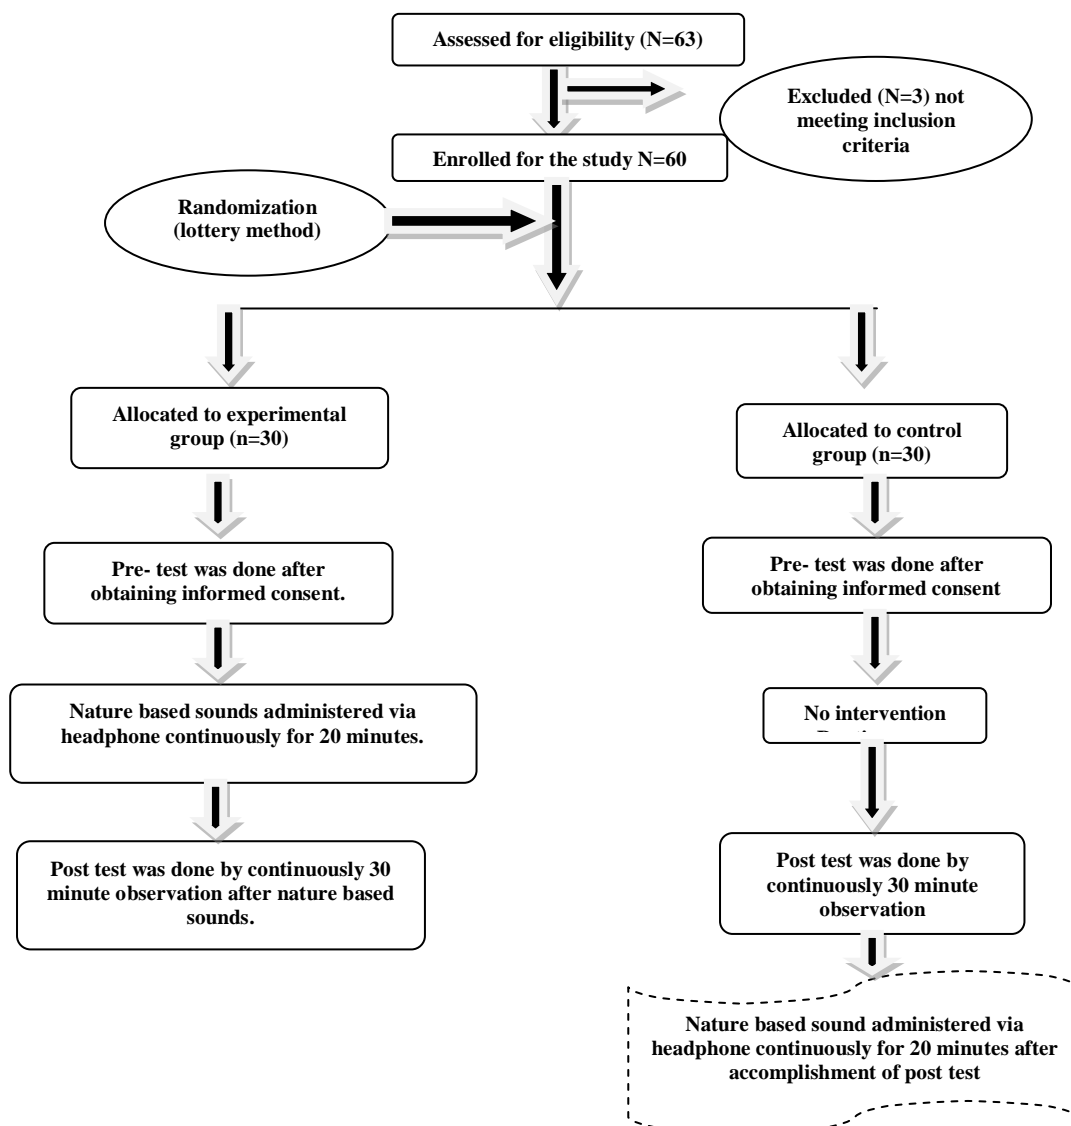 Assessed for eligibility (N=63)
Excluded (N=3) not
meeting inclusion
criteria
Enrolled for the study N=60
Randomization
(lottery method)
Allocated to experimental
group (n=30)
Allocated to control
group (n=30)
Pre- test was done after
obtaining informed consent.
Pre- test was done after
obtaining informed consent
Nature based sounds administered via
headphone continuously for 20 minutes.
No intervention
Post test was done by continuously 30
minute observation after nature based
sounds.
Post test was done by
continuously 30 minute
observation
Nature based sound administered via
headphone continuously for 20 minutes after
accomplishment of post test